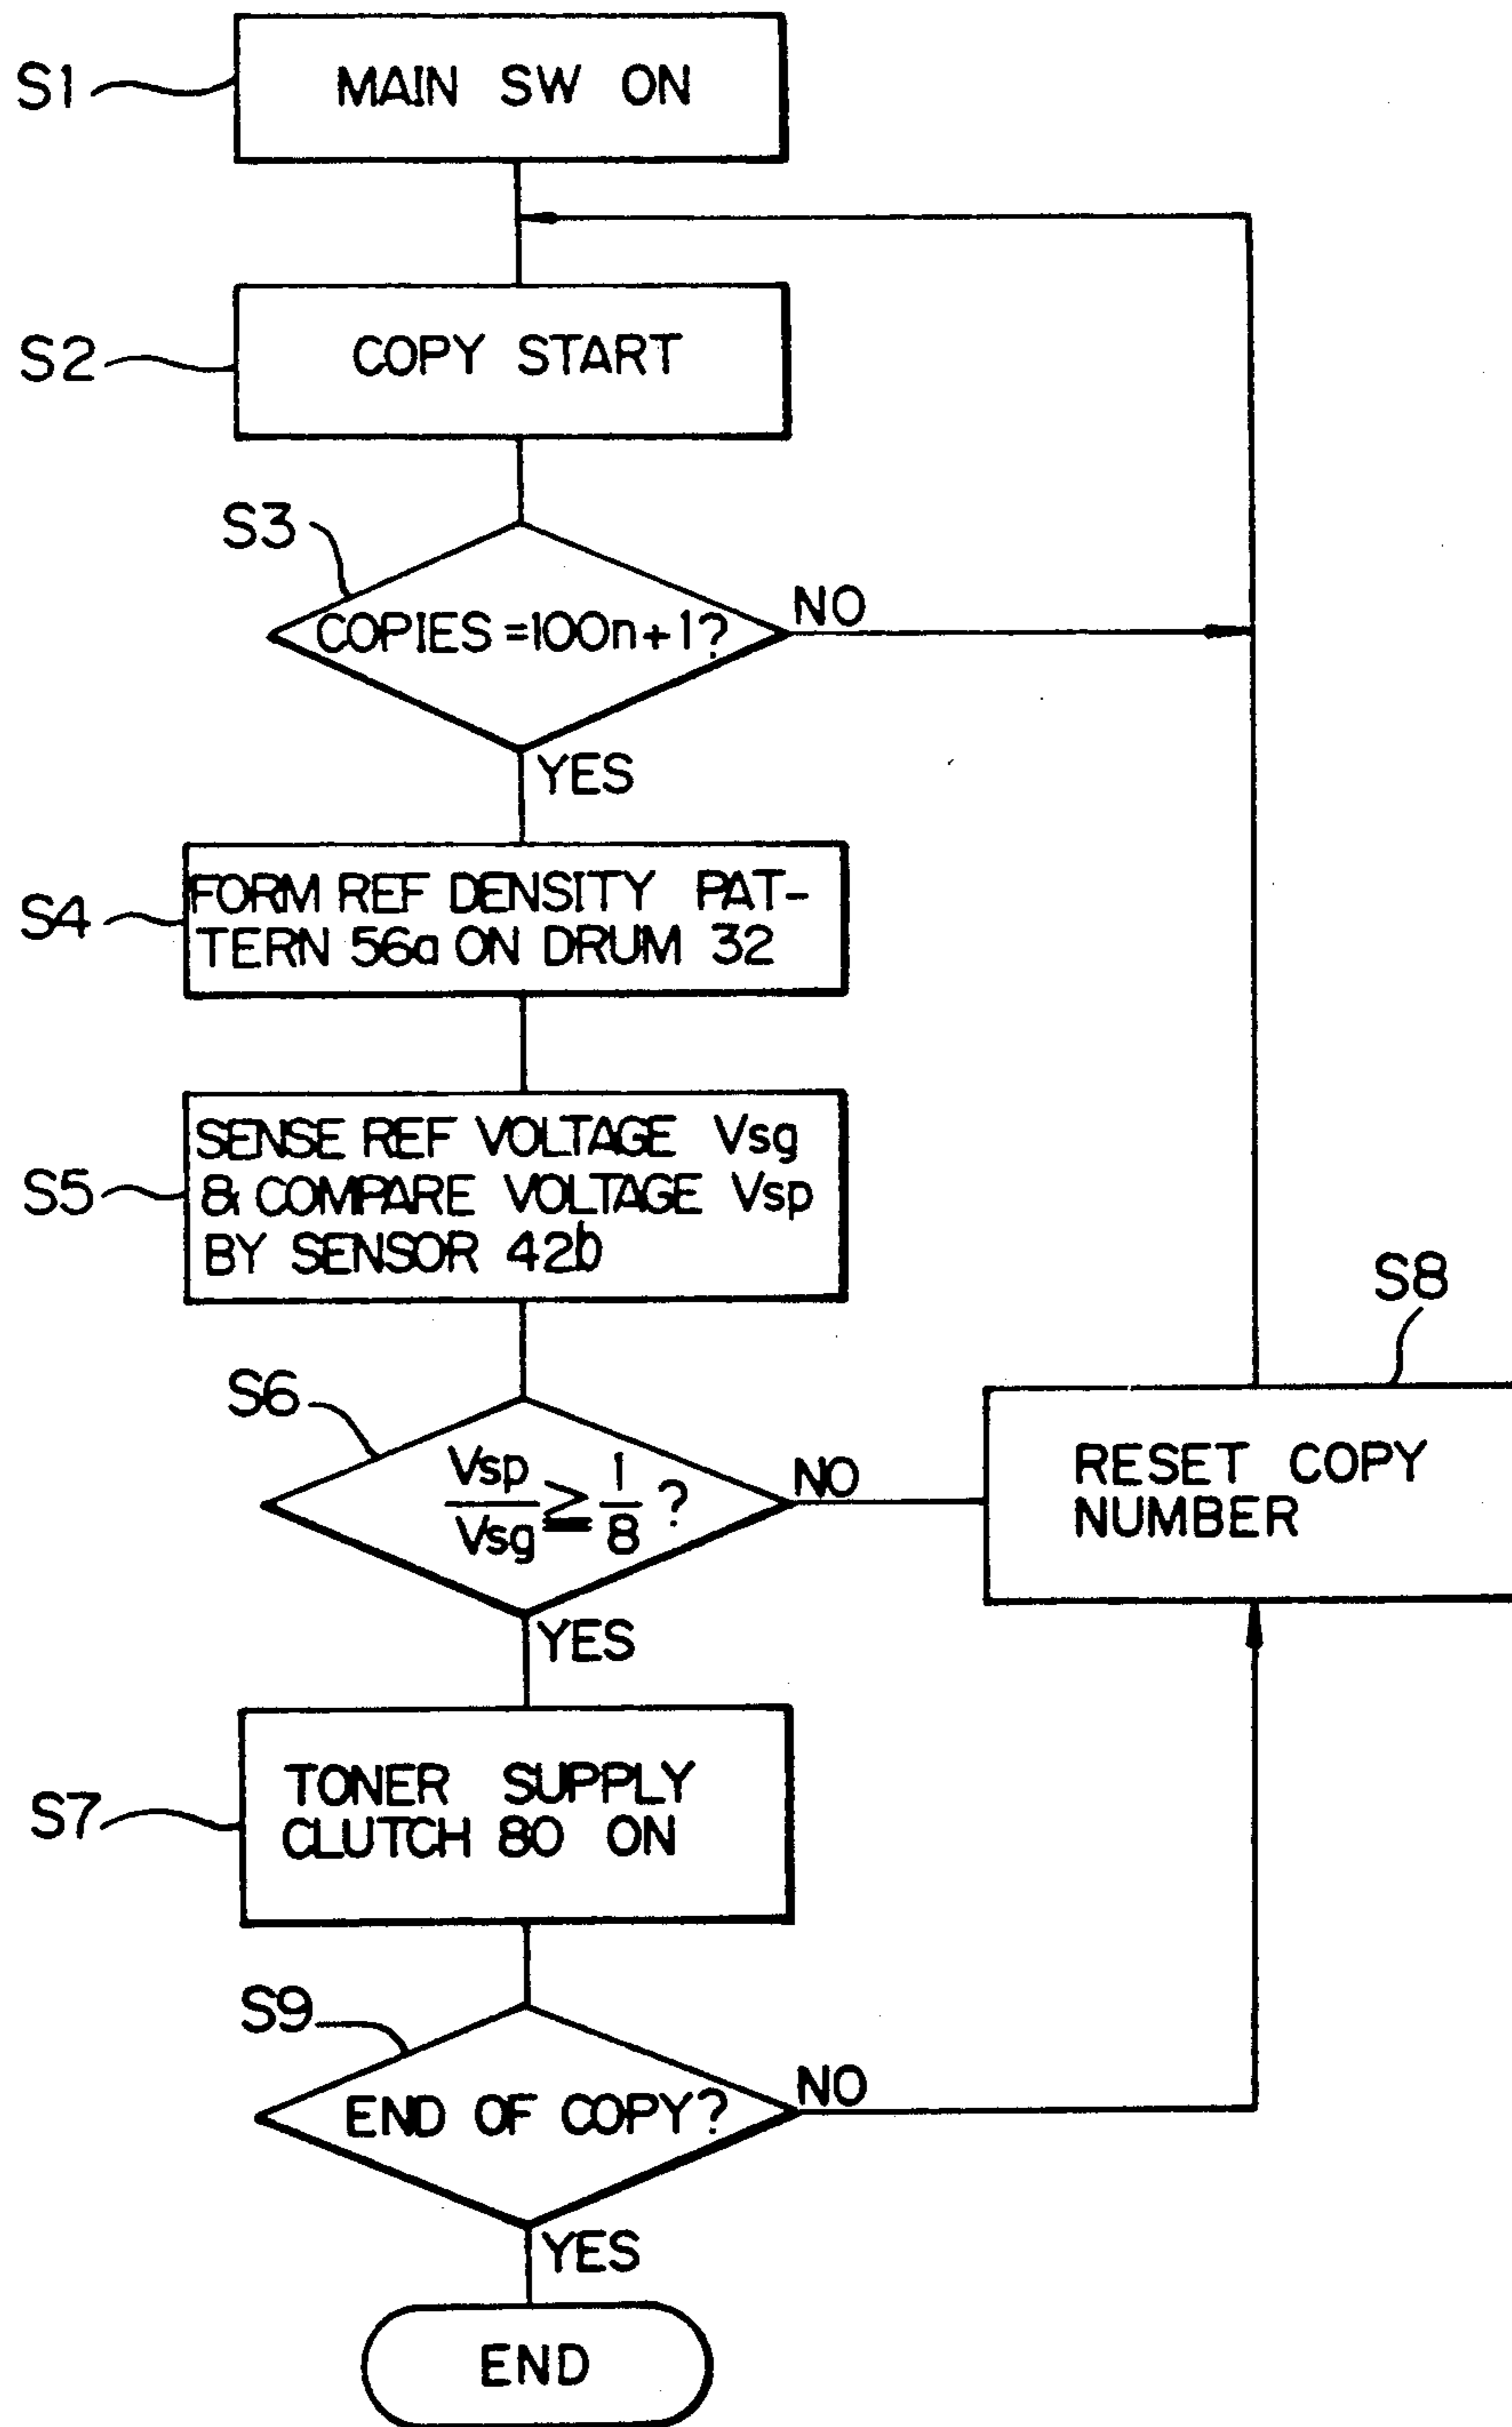 S1
MAIN SW ON
S2
COPY START
S3
COPIES=100n+1?
NO
YES
S4
FORM REF DENSITY PAT-
TERN 56a ON DRUM 32
S5
SENSE REF VOLTAGE Vsg
& COMPARE VOLTAGE Vsp
BY SENSOR 42b
S6
Vsp/Vsg ≧ 1/8 ?
NO
YES
S8
RESET COPY
NUMBER
S7
TONER SUPPLY
CLUTCH 80 ON
S9
END OF COPY?
NO
YES
END